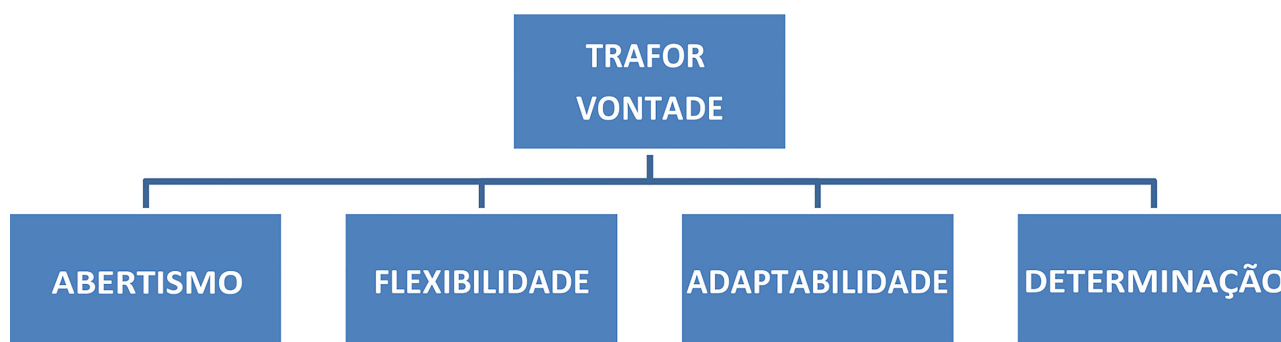 TRAFOR
VONTADE
ABERTISMO
FLEXIBILIDADE
ADAPTABILIDADE
DETERMINAÇÃO